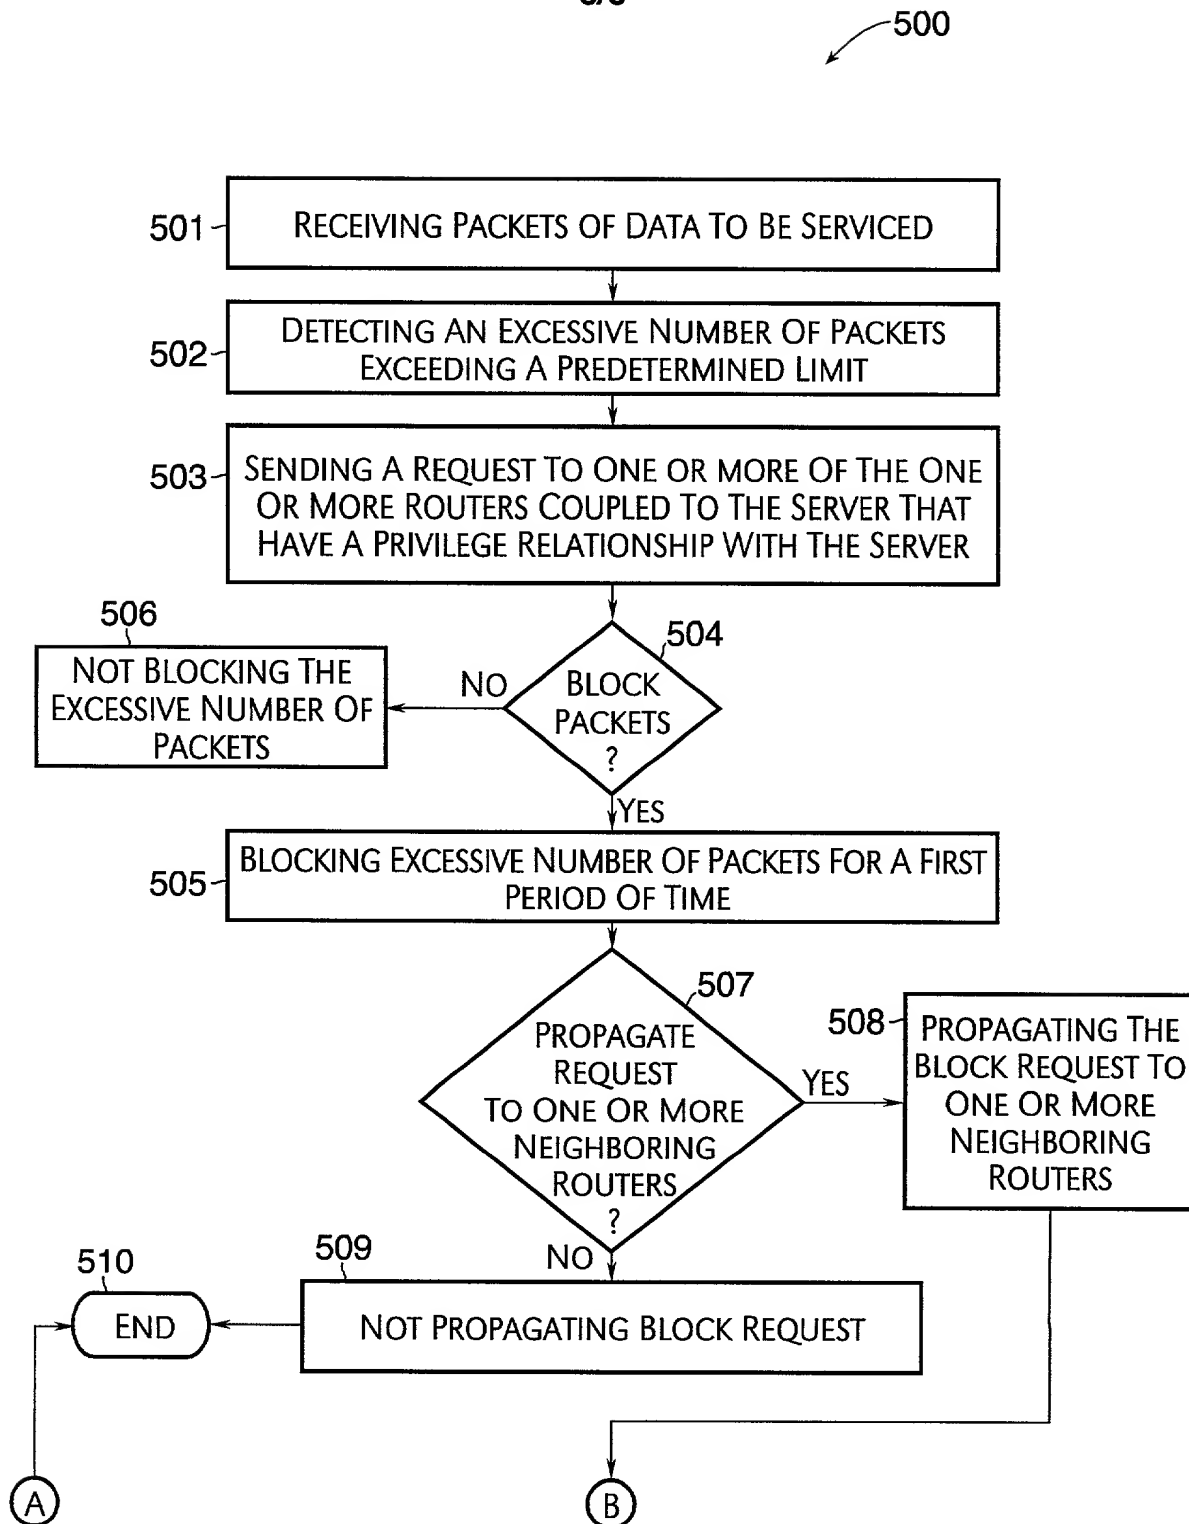 500
501
RECEIVING PACKETS OF DATA TO BE SERVICED
502
DETECTING AN EXCESSIVE NUMBER OF PACKETS
EXCEEDING A PREDETERMINED LIMIT
503
SENDING A REQUEST TO ONE OR MORE OF THE ONE
OR MORE ROUTERS COUPLED TO THE SERVER THAT
HAVE A PRIVILEGE RELATIONSHIP WITH THE SERVER
506
NOT BLOCKING THE
EXCESSIVE NUMBER OF
PACKETS
NO
504
BLOCK
PACKETS
?
YES
505
BLOCKING EXCESSIVE NUMBER OF PACKETS FOR A FIRST
PERIOD OF TIME
507
PROPAGATE
REQUEST
TO ONE OR MORE
NEIGHBORING
ROUTERS
?
YES
508
PROPAGATING THE
BLOCK REQUEST TO
ONE OR MORE
NEIGHBORING
ROUTERS
NO
509
NOT PROPAGATING BLOCK REQUEST
510
END
A
B